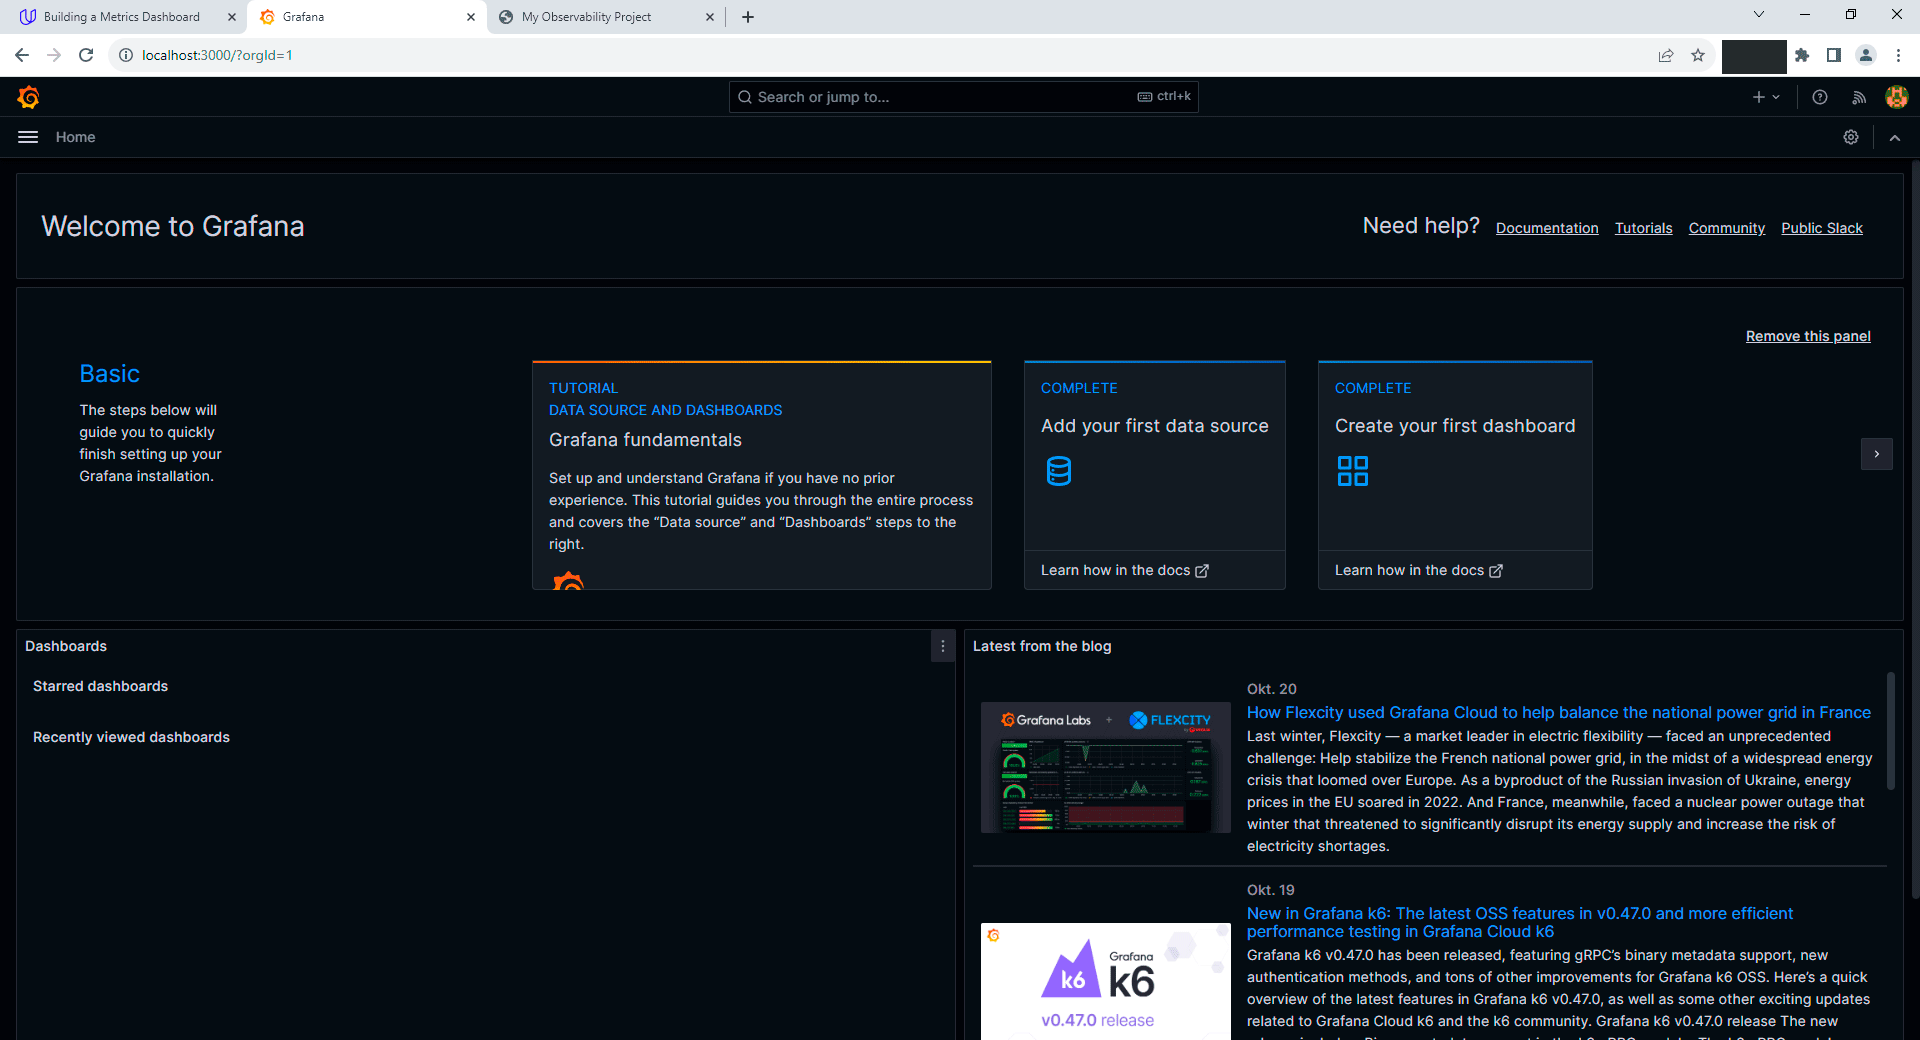 Building a Metrics Dashboard
Grafana
My Observability Project
localhost:3000/?orgId=1
Search or jump to...
ctrl+k
Home
Welcome to Grafana
Need help?
Documentation
Tutorials
Community
Public Slack
Remove this panel
Basic
The steps below will
guide you to quickly
finish setting up your
Grafana installation.
TUTORIAL
DATA SOURCE AND DASHBOARDS
Grafana fundamentals
Set up and understand Grafana if you have no prior
experience. This tutorial guides you through the entire process
and covers the “Data source” and “Dashboards” steps to the
right.
COMPLETE
Add your first data source
Learn how in the docs
COMPLETE
Create your first dashboard
Learn how in the docs
Dashboards
Starred dashboards
Recently viewed dashboards
Latest from the blog
Grafana Labs + FLEXCITY
Okt. 20
How Flexcity used Grafana Cloud to help balance the national power grid in France
Last winter, Flexcity — a market leader in electric flexibility — faced an unprecedented
challenge: Help stabilize the French national power grid, in the midst of a widespread energy
crisis that loomed over Europe. As a byproduct of the Russian invasion of Ukraine, energy
prices in the EU soared in 2022. And France, meanwhile, faced a nuclear power outage that
winter that threatened to significantly disrupt its energy supply and increase the risk of
electricity shortages.
Grafana
k6
k6
v0.47.0 release
Okt. 19
New in Grafana k6: The latest OSS features in v0.47.0 and more efficient
performance testing in Grafana Cloud k6
Grafana k6 v0.47.0 has been released, featuring gRPC’s binary metadata support, new
authentication methods, and tons of other improvements for Grafana k6 OSS. Here’s a quick
overview of the latest features in Grafana k6 v0.47.0, as well as some other exciting updates
related to Grafana Cloud k6 and the k6 community. Grafana k6 v0.47.0 release The new